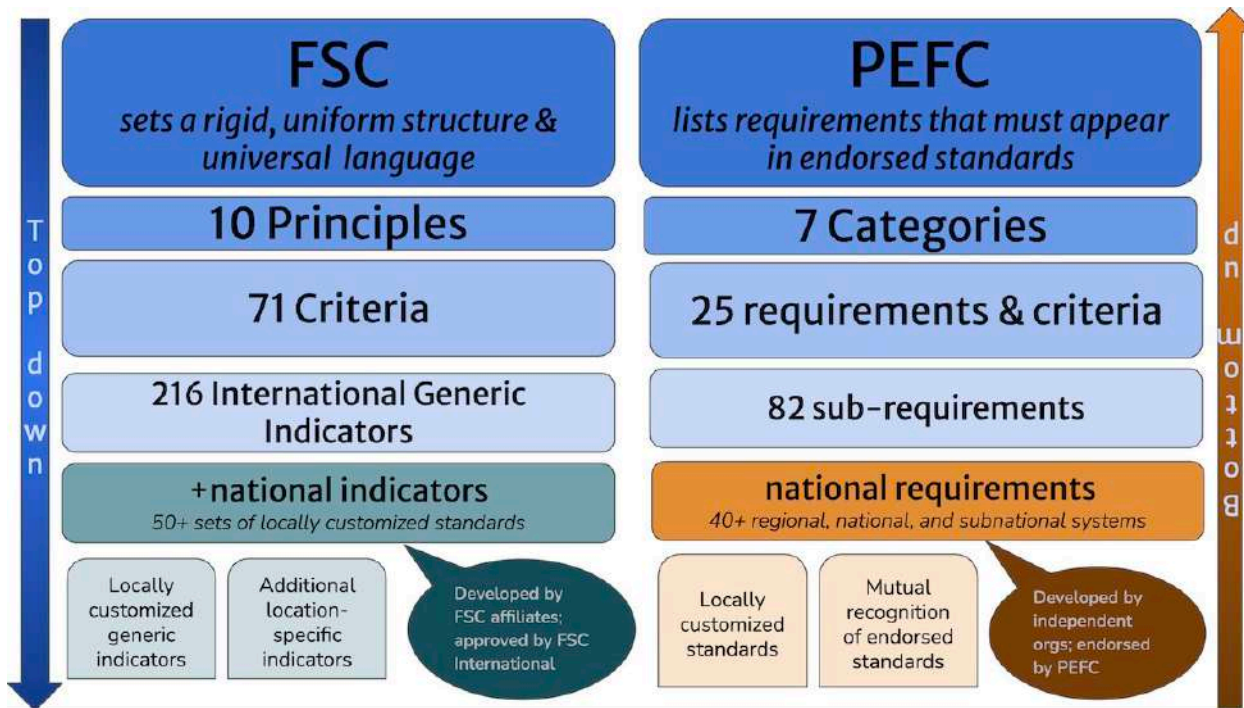 FSC
sets a rigid, uniform structure &
universal language
PEFC
lists requirements that must appear
in endorsed standards
Top down
10 Principles
7 Categories
Bottom up
71 Criteria
25 requirements & criteria
216 International Generic
Indicators
82 sub-requirements
+national indicators
50+ sets of locally customized standards
national requirements
40+ regional, national, and subnational systems
Locally
customized
generic
indicators
Additional
location-
specific
indicators
Developed by
FSC affiliates;
approved by FSC
International
Locally
customized
standards
Mutual
recognition
of endorsed
standards
Developed by
independent
orgs; endorsed
by PEFC